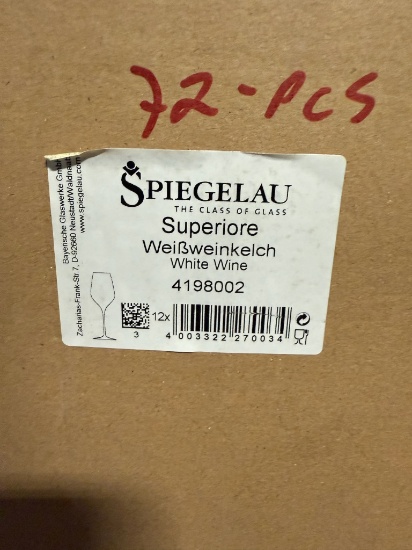 72-PCS
SPIEGELAU
THE CLASS OF GLASS
Superiore
Weißweinkelch
White Wine
4198002
12x
3
4 003322 270034
Bayerische Glaswerke GmbH
Zacharias-Frank-Str. 7, D-92660 Neustadt/Waldnaab
www.spiegelau.com